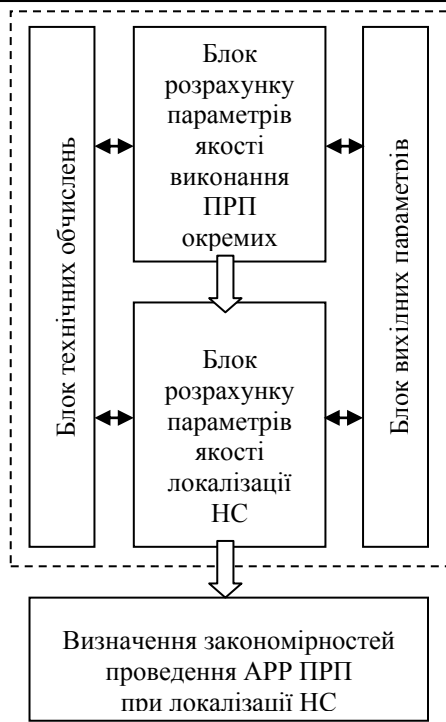 Блок технічних обчислень
Блок
розрахунку
параметрів
якості
виконання
ПРП
окремих
Блок вихідних параметрів
Блок
розрахунку
параметрів
якості
локалізації
НС
Визначення закономірностей
проведення АРР ПРП
при локалізації НС